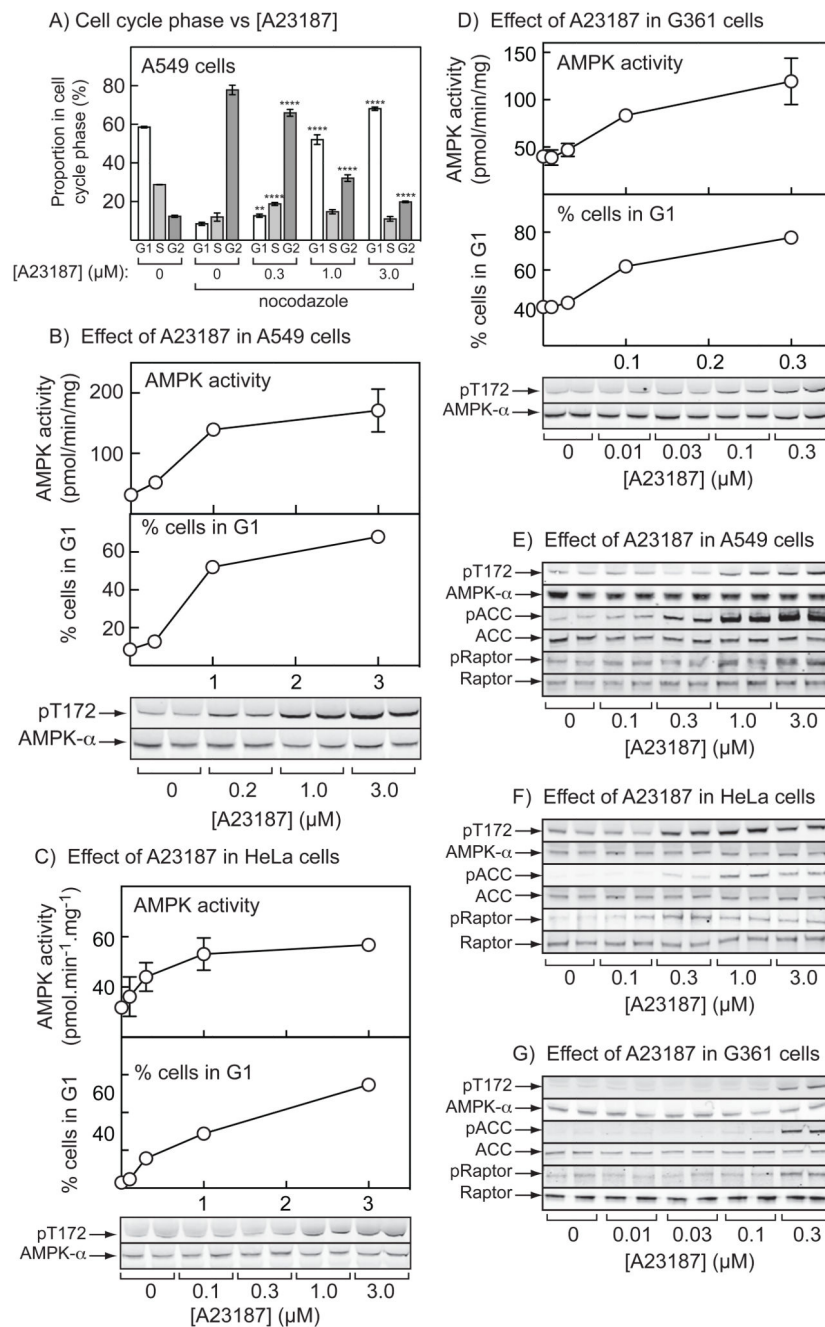 A) Cell cycle phase vs [A23187]
Proportion in cell
cycle phase (%)
80
60
40
20
A549 cells
**** **** **** ****
** **** **** ****
G1 S G2 G1 S G2 G1 S G2 G1 S G2 G1 S G2
[A23187] (µM): 0 0 0.3 1.0 3.0
nocodazole
B) Effect of A23187 in A549 cells
AMPK activity
AMPK activity
(pmol/min/mg)
200
100
% cells in G1
% cells in G1
60
20
1 2 3
pT172
AMPK-α
0 0.2 1.0 3.0
[A23187] (µM)
C) Effect of A23187 in HeLa cells
AMPK activity
AMPK activity
(pmol.min⁻¹.mg⁻¹)
60
40
% cells in G1
% cells in G1
60
40
1 2 3
pT172
AMPK-α
0 0.1 0.3 1.0 3.0
[A23187] (µM)
D) Effect of A23187 in G361 cells
AMPK activity
AMPK activity
(pmol/min/mg)
150
100
50
% cells in G1
% cells in G1
80
60
40
0.1 0.2 0.3
pT172
AMPK-α
0 0.01 0.03 0.1 0.3
[A23187] (µM)
E) Effect of A23187 in A549 cells
pT172
AMPK-α
pACC
ACC
pRaptor
Raptor
0 0.1 0.3 1.0 3.0
[A23187] (µM)
F) Effect of A23187 in HeLa cells
pT172
AMPK-α
pACC
ACC
pRaptor
Raptor
0 0.1 0.3 1.0 3.0
[A23187] (µM)
G) Effect of A23187 in G361 cells
pT172
AMPK-α
pACC
ACC
pRaptor
Raptor
0 0.01 0.03 0.1 0.3
[A23187] (µM)